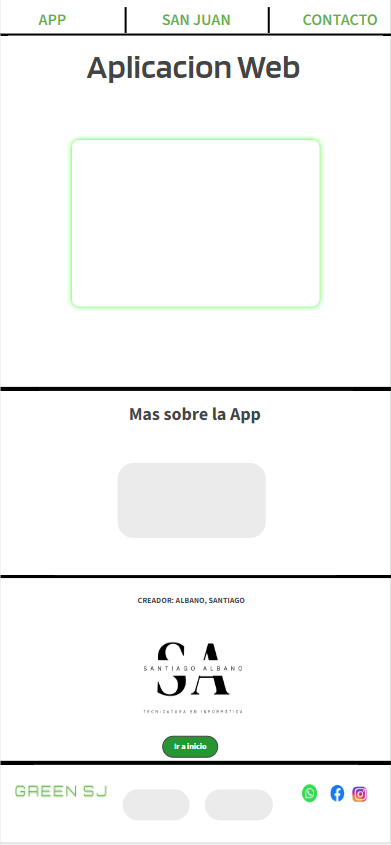 APP SAN JUAN CONTACTO
Aplicacion Web
Mas sobre la App
CREADOR: ALBANO, SANTIAGO
SA
SANTIAGO ALBANO
TECNICATURA EN INFORMÁTICA
Ir a inicio
GREEN SJ